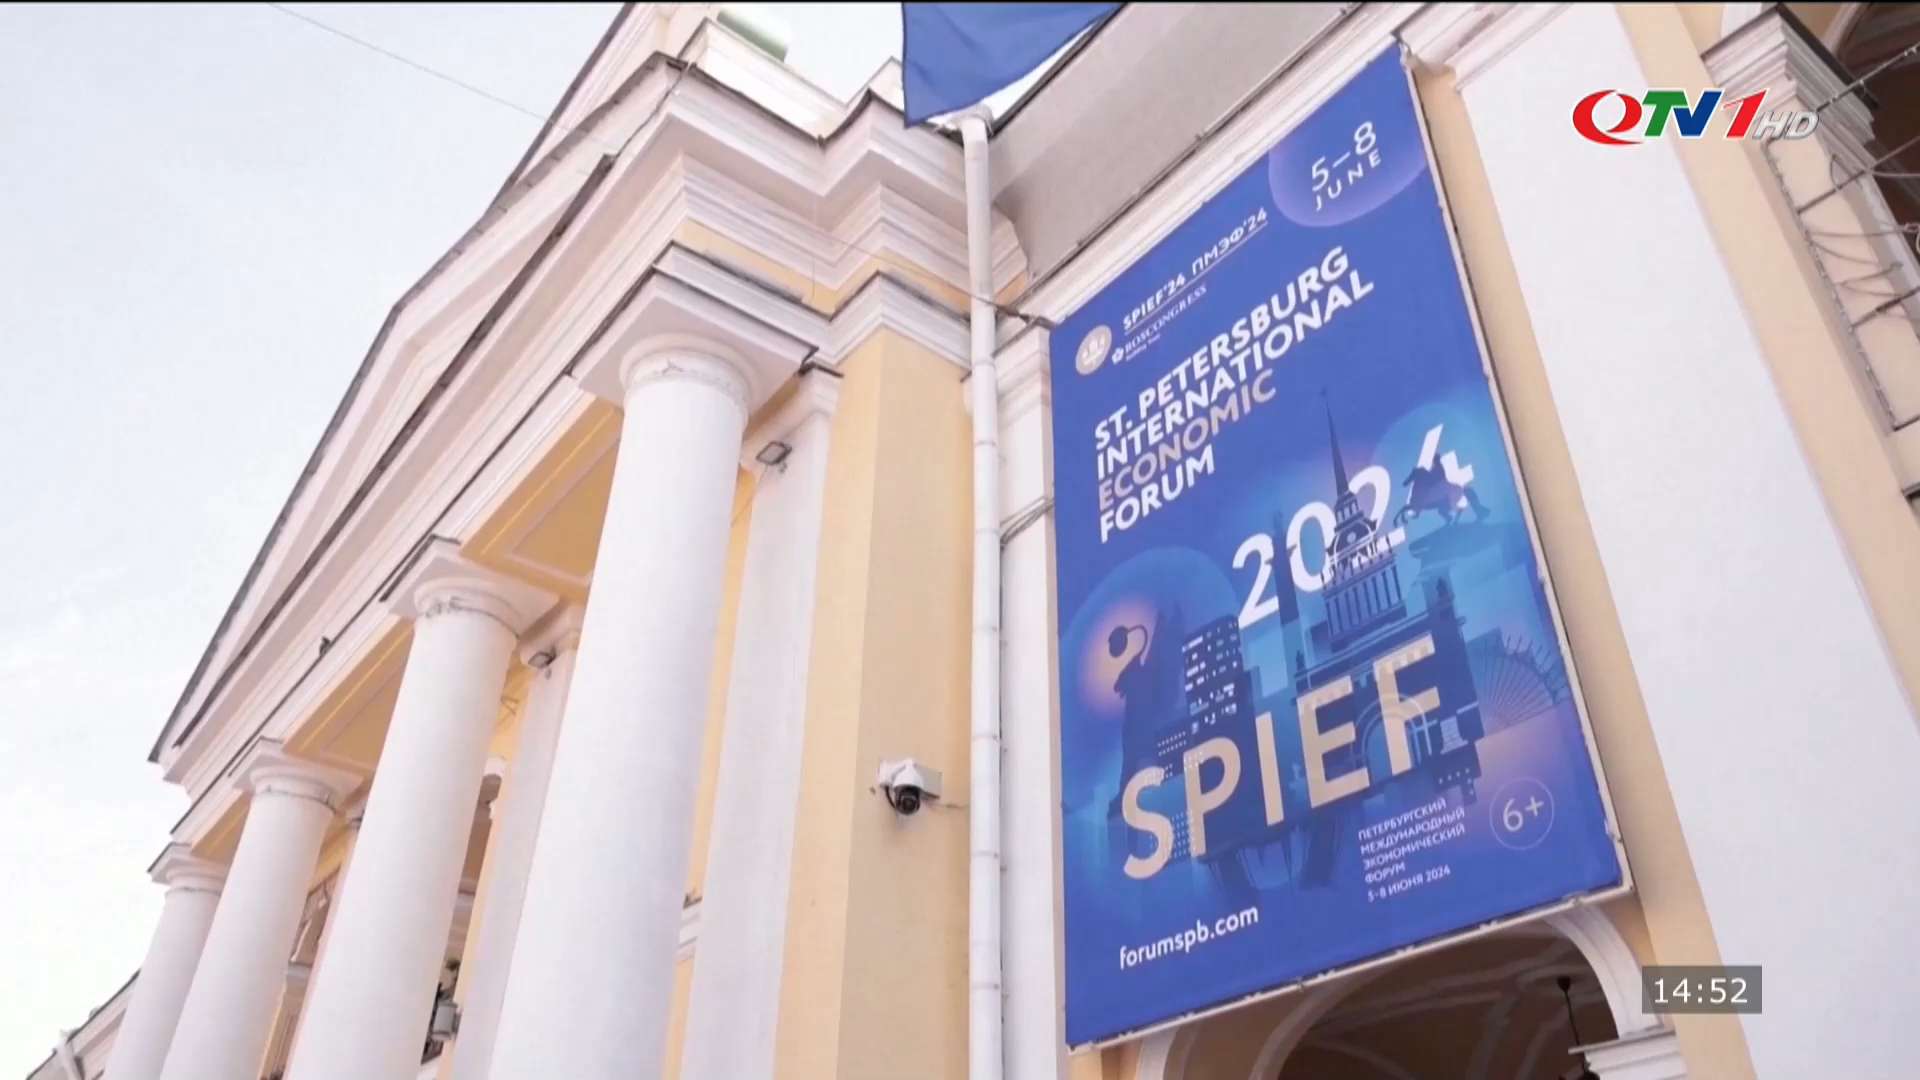 QTV1HD
5–8
JUNE
SPIEF'24 ПМЭФ'24
ROSCONGRESS
ST. PETERSBURG
INTERNATIONAL
ECONOMIC
FORUM
2024
SPIEF
ПЕТЕРБУРГСКИЙ
МЕЖДУНАРОДНЫЙ
ЭКОНОМИЧЕСКИЙ
ФОРУМ
5–8 ИЮНЯ 2024
6+
forumspb.com
14:52